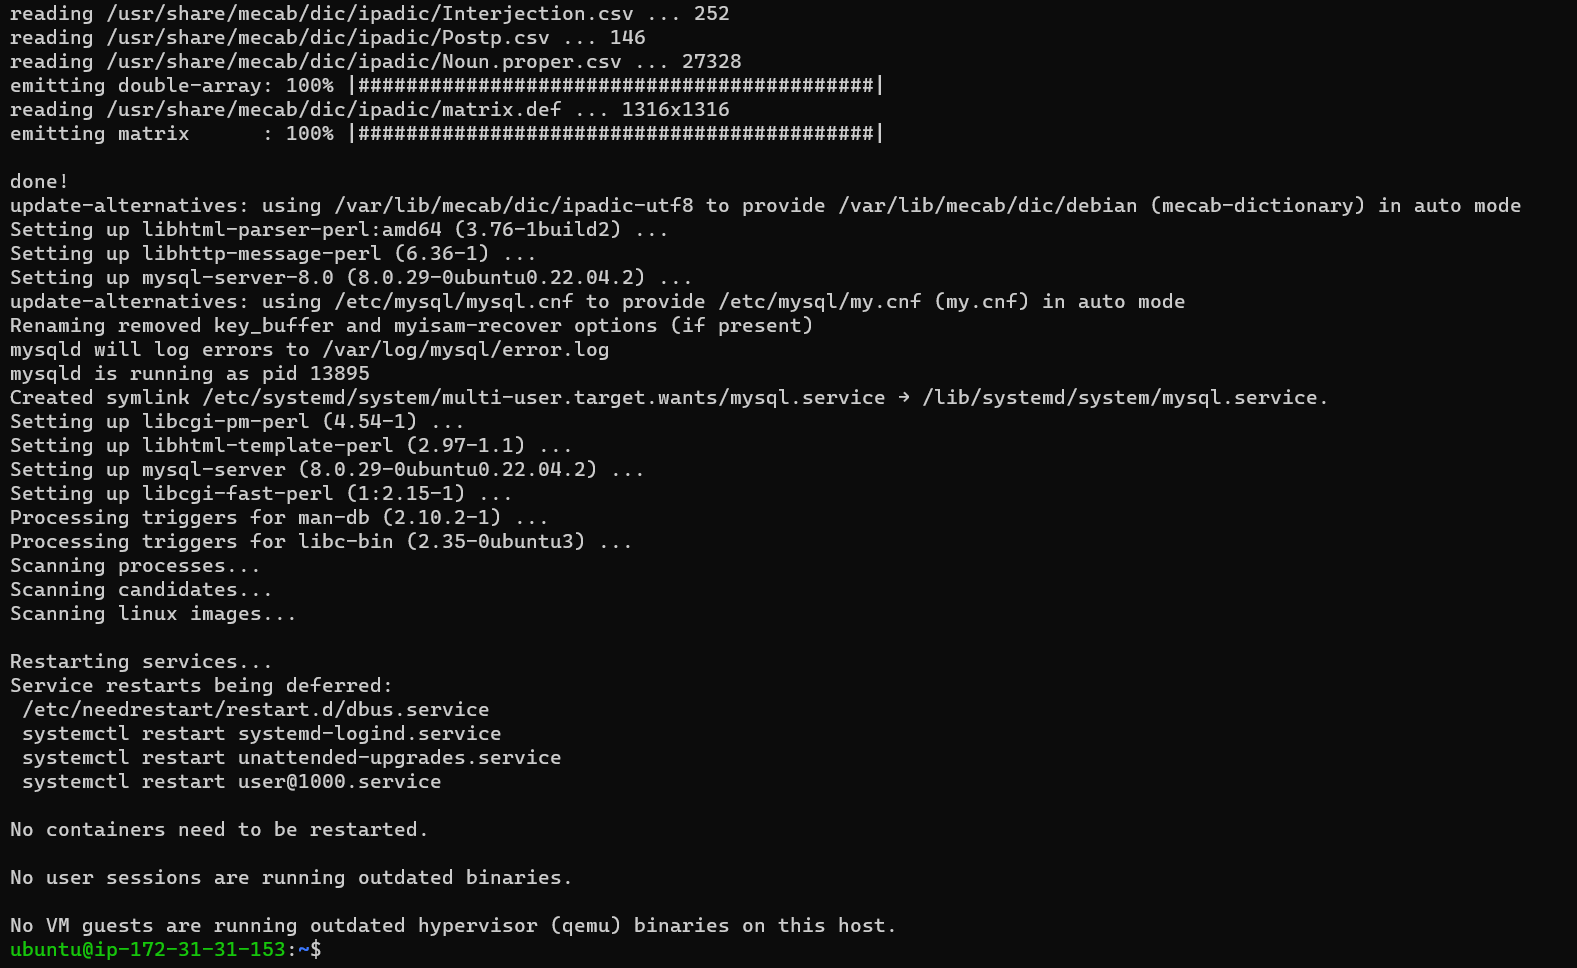 reading /usr/share/mecab/dic/ipadic/Interjection.csv ... 252
reading /usr/share/mecab/dic/ipadic/Postp.csv ... 146
reading /usr/share/mecab/dic/ipadic/Noun.proper.csv ... 27328
emitting double-array: 100% |###########################################|
reading /usr/share/mecab/dic/ipadic/matrix.def ... 1316x1316
emitting matrix      : 100% |###########################################|

done!
update-alternatives: using /var/lib/mecab/dic/ipadic-utf8 to provide /var/lib/mecab/dic/debian (mecab-dictionary) in auto mode
Setting up libhtml-parser-perl:amd64 (3.76-1build2) ...
Setting up libhttp-message-perl (6.36-1) ...
Setting up mysql-server-8.0 (8.0.29-0ubuntu0.22.04.2) ...
update-alternatives: using /etc/mysql/mysql.cnf to provide /etc/mysql/my.cnf (my.cnf) in auto mode
Renaming removed key_buffer and myisam-recover options (if present)
mysqld will log errors to /var/log/mysql/error.log
mysqld is running as pid 13895
Created symlink /etc/systemd/system/multi-user.target.wants/mysql.service → /lib/systemd/system/mysql.service.
Setting up libcgi-pm-perl (4.54-1) ...
Setting up libhtml-template-perl (2.97-1.1) ...
Setting up mysql-server (8.0.29-0ubuntu0.22.04.2) ...
Setting up libcgi-fast-perl (1:2.15-1) ...
Processing triggers for man-db (2.10.2-1) ...
Processing triggers for libc-bin (2.35-0ubuntu3) ...
Scanning processes...
Scanning candidates...
Scanning linux images...

Restarting services...
Service restarts being deferred:
 /etc/needrestart/restart.d/dbus.service
 systemctl restart systemd-logind.service
 systemctl restart unattended-upgrades.service
 systemctl restart user@1000.service

No containers need to be restarted.

No user sessions are running outdated binaries.

No VM guests are running outdated hypervisor (qemu) binaries on this host.
ubuntu@ip-172-31-31-153:~$